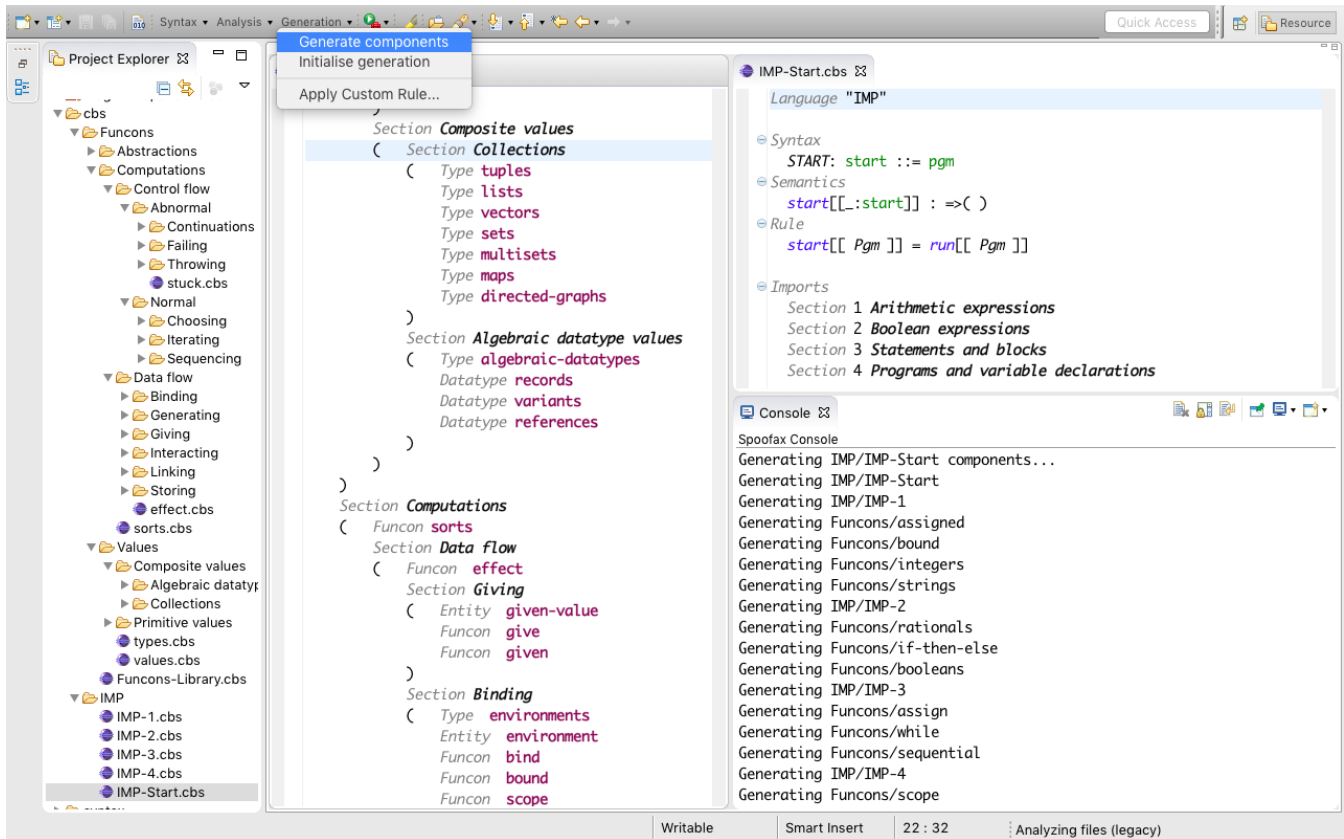 Syntax Analysis Generation Quick Access Resource
Generate components
Initialise generation
Apply Custom Rule...
Project Explorer
cbs
Funcons
Abstractions
Computations
Control flow
Abnormal
Continuations
Failing
Throwing
stuck.cbs
Normal
Choosing
Iterating
Sequencing
Data flow
Binding
Generating
Giving
Interacting
Linking
Storing
effect.cbs
sorts.cbs
Values
Composite values
Algebraic datatyp
Collections
Primitive values
types.cbs
values.cbs
Funcons-Library.cbs
IMP
IMP-1.cbs
IMP-2.cbs
IMP-3.cbs
IMP-4.cbs
IMP-Start.cbs
)
Section Composite values
( Section Collections
( Type tuples
Type lists
Type vectors
Type sets
Type multisets
Type maps
Type directed-graphs
)
Section Algebraic datatype values
( Type algebraic-datatypes
Datatype records
Datatype variants
Datatype references
)
)
)
Section Computations
( Funcon sorts
Section Data flow
( Funcon effect
Section Giving
( Entity given-value
Funcon give
Funcon given
)
Section Binding
( Type environments
Entity environment
Funcon bind
Funcon bound
Funcon scope
IMP-Start.cbs
Language "IMP"
Syntax
START: start ::= pgm
Semantics
start[[_:start]] : =>( )
Rule
start[[ Pgm ]] = run[[ Pgm ]]
Imports
Section 1 Arithmetic expressions
Section 2 Boolean expressions
Section 3 Statements and blocks
Section 4 Programs and variable declarations
Console
Spoofax Console
Generating IMP/IMP-Start components...
Generating IMP/IMP-Start
Generating IMP/IMP-1
Generating Funcons/assigned
Generating Funcons/bound
Generating Funcons/integers
Generating Funcons/strings
Generating IMP/IMP-2
Generating Funcons/rationals
Generating Funcons/if-then-else
Generating Funcons/booleans
Generating IMP/IMP-3
Generating Funcons/assign
Generating Funcons/while
Generating Funcons/sequential
Generating IMP/IMP-4
Generating Funcons/scope
Writable Smart Insert 22 : 32 Analyzing files (legacy)